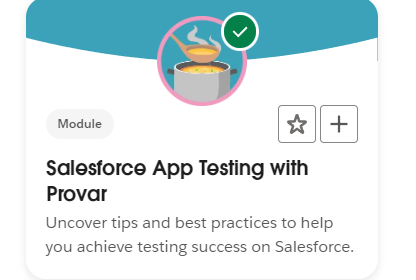 Module
Salesforce App Testing with
Provar
Uncover tips and best practices to help
you achieve testing success on Salesforce.